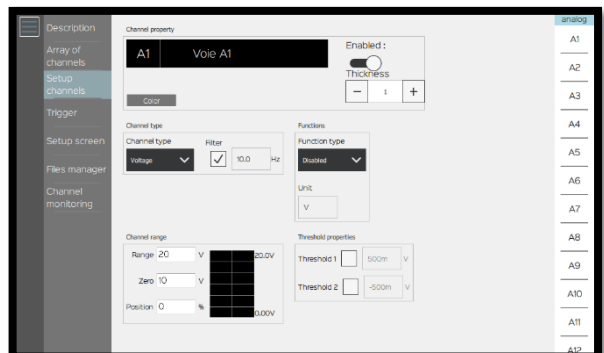 Description
Array of
channels
Setup
channels
Trigger
Setup screen
Files manager
Channel
monitoring
Channel property
A1 Voie A1
Color
Enabled :
Thickness
− 1 +
Channel type
Channel type Filter
Voltage 10.0 Hz
Functions
Function type
Disabled
Unit
V
Channel range
Range 20 V 20.0V
Zero 10 V
Position 0 % 0.00V
Threshold properties
Threshold 1 500m V
Threshold 2 -500m V
analog
A1
A2
A3
A4
A5
A6
A7
A8
A9
A10
A11
A12